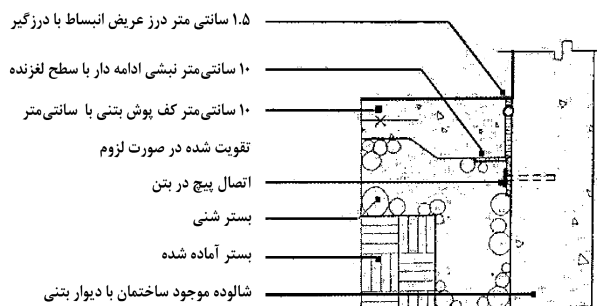 ۱.۵ سانتی متر درز عریض انبساط با درزگیر
۱۰ سانتی‌متر نبشی ادامه دار با سطح لغزنده
۱۰ سانتی‌متر کف پوش بتنی با سانتی‌متر
تقویت شده در صورت لزوم
اتصال پیچ در بتن
بستر شنی
بستر آماده شده
شالوده موجود ساختمان با دیوار بتنی